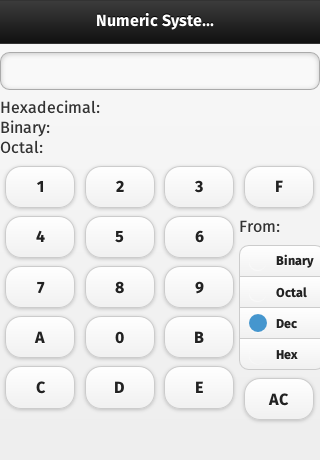 Numeric Syste...
Hexadecimal:
Binary:
Octal:
1 2 3 F
4 5 6
From:
7 8 9
Binary
Octal
A 0 B
Dec
Hex
C D E
AC